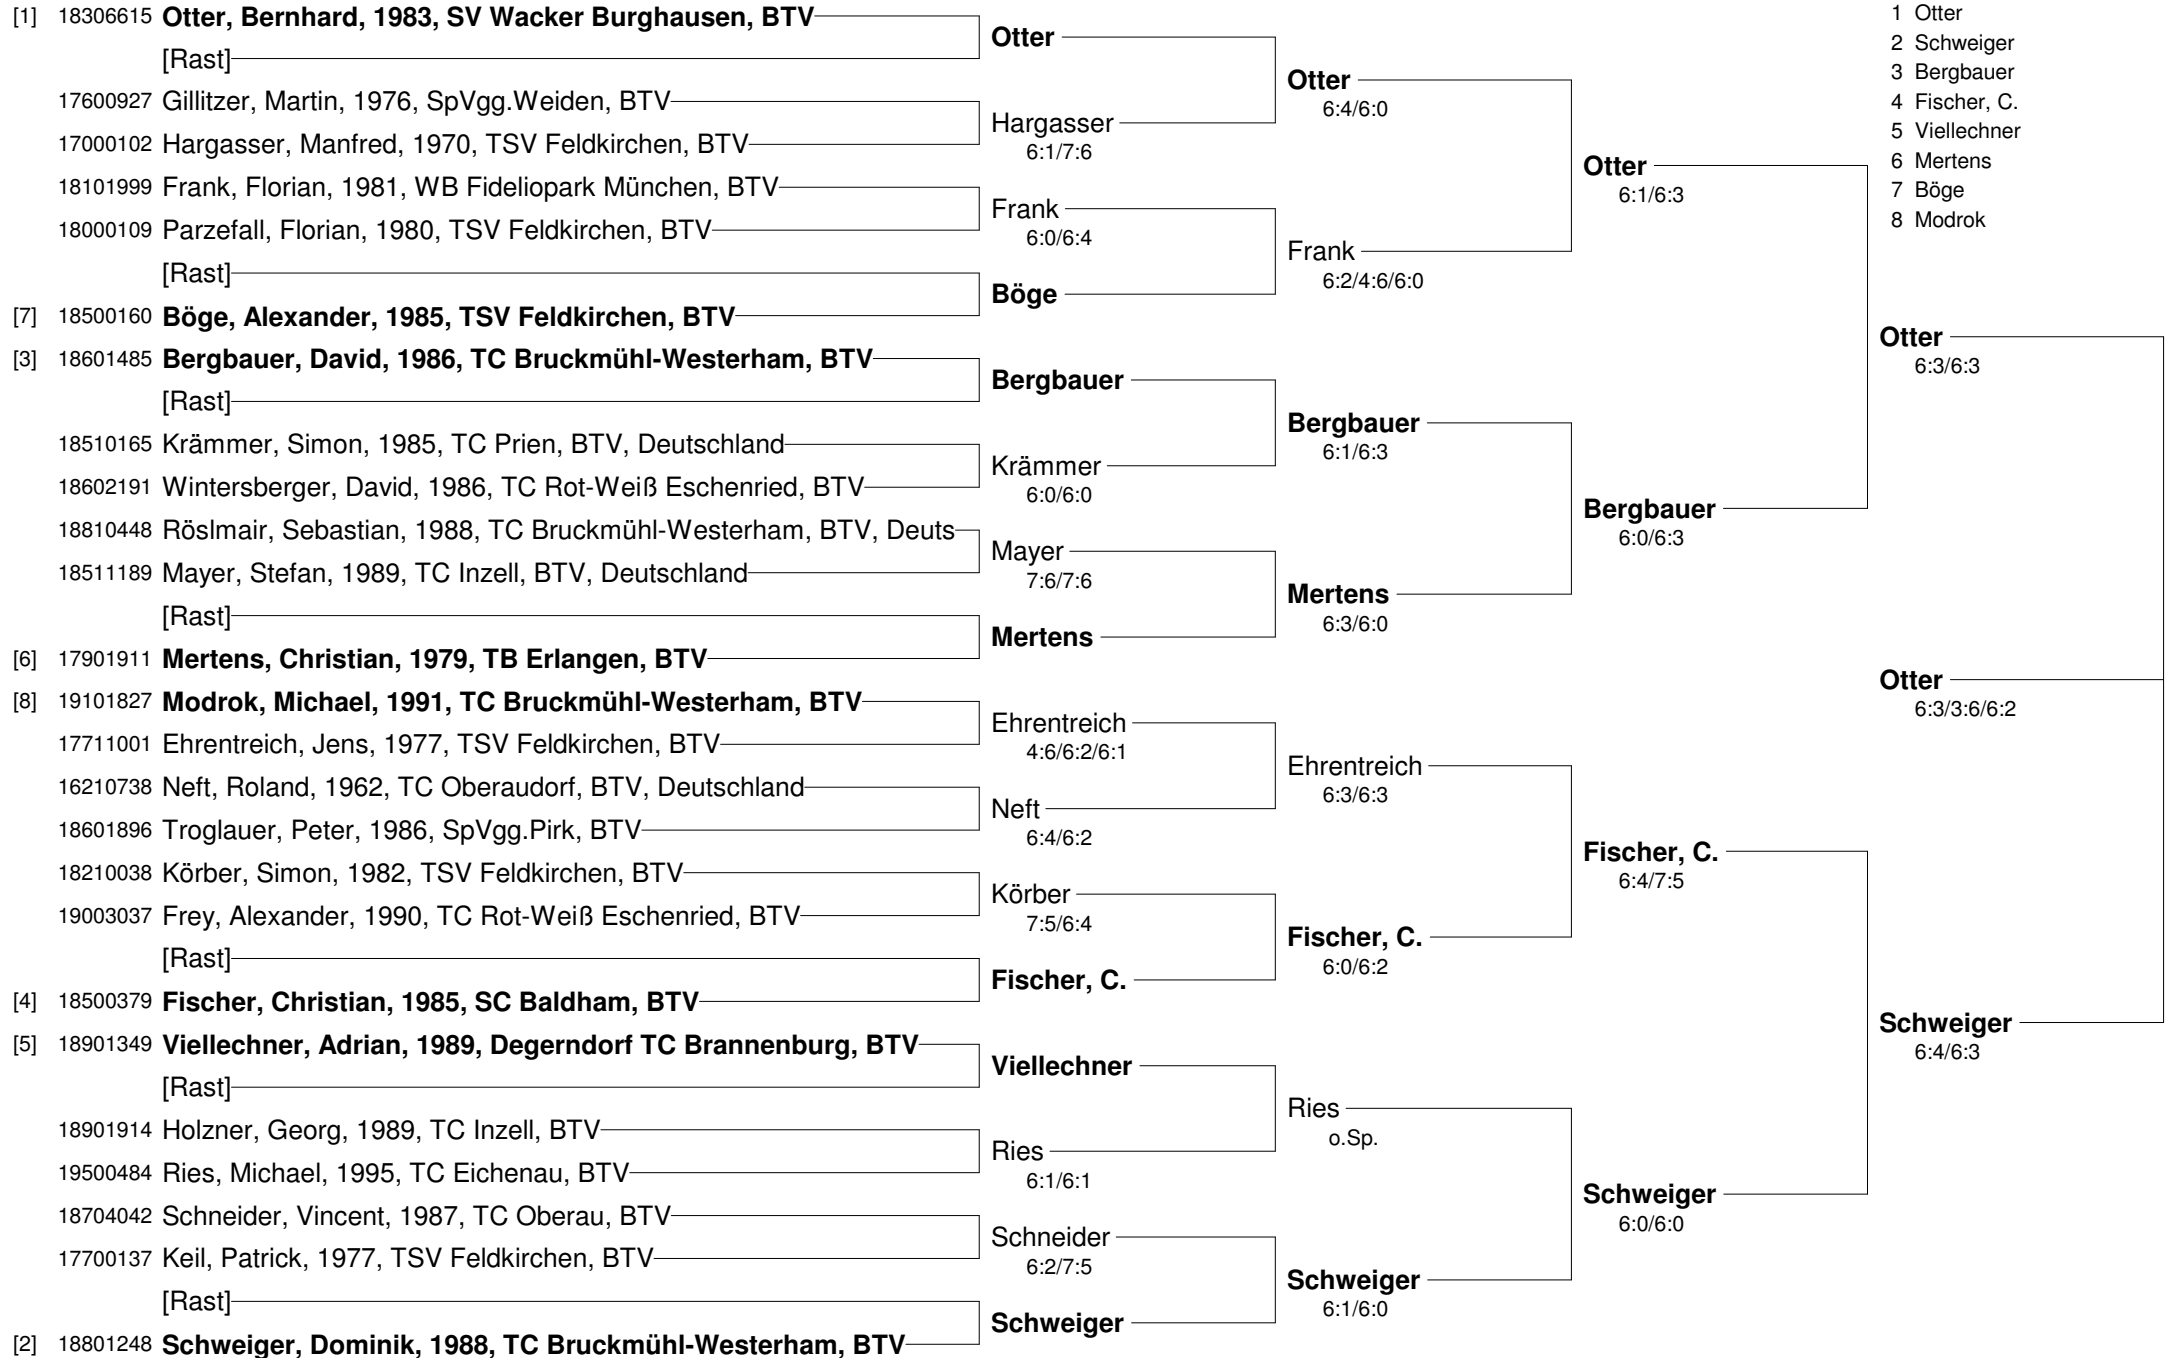 [1] 18306615 Otter, Bernhard, 1983, SV Wacker Burghausen, BTV
[Rast]
17600927 Gillitzer, Martin, 1976, SpVgg.Weiden, BTV
17000102 Hargasser, Manfred, 1970, TSV Feldkirchen, BTV
18101999 Frank, Florian, 1981, WB Fideliopark München, BTV
18000109 Parzefall, Florian, 1980, TSV Feldkirchen, BTV
[Rast]
[7] 18500160 Böge, Alexander, 1985, TSV Feldkirchen, BTV
[3] 18601485 Bergbauer, David, 1986, TC Bruckmühl-Westerham, BTV
[Rast]
18510165 Krämmer, Simon, 1985, TC Prien, BTV, Deutschland
18602191 Wintersberger, David, 1986, TC Rot-Weiß Eschenried, BTV
18810448 Röslmair, Sebastian, 1988, TC Bruckmühl-Westerham, BTV, Deuts
18511189 Mayer, Stefan, 1989, TC Inzell, BTV, Deutschland
[Rast]
[6] 17901911 Mertens, Christian, 1979, TB Erlangen, BTV
[8] 19101827 Modrok, Michael, 1991, TC Bruckmühl-Westerham, BTV
17711001 Ehrentreich, Jens, 1977, TSV Feldkirchen, BTV
16210738 Neft, Roland, 1962, TC Oberaudorf, BTV, Deutschland
18601896 Troglauer, Peter, 1986, SpVgg.Pirk, BTV
18210038 Körber, Simon, 1982, TSV Feldkirchen, BTV
19003037 Frey, Alexander, 1990, TC Rot-Weiß Eschenried, BTV
[Rast]
[4] 18500379 Fischer, Christian, 1985, SC Baldham, BTV
[5] 18901349 Viellechner, Adrian, 1989, Degerndorf TC Brannenburg, BTV
[Rast]
18901914 Holzner, Georg, 1989, TC Inzell, BTV
19500484 Ries, Michael, 1995, TC Eichenau, BTV
18704042 Schneider, Vincent, 1987, TC Oberau, BTV
17700137 Keil, Patrick, 1977, TSV Feldkirchen, BTV
[Rast]
[2] 18801248 Schweiger, Dominik, 1988, TC Bruckmühl-Westerham, BTV
Otter
Hargasser
6:1/7:6
Frank
6:0/6:4
Böge
Bergbauer
Krämmer
6:0/6:0
Mayer
7:6/7:6
Mertens
Ehrentreich
4:6/6:2/6:1
Neft
6:4/6:2
Körber
7:5/6:4
Fischer, C.
Viellechner
Ries
6:1/6:1
Schneider
6:2/7:5
Schweiger
Otter
6:4/6:0
Frank
6:2/4:6/6:0
Bergbauer
6:1/6:3
Mertens
6:3/6:0
Ehrentreich
6:3/6:3
Fischer, C.
6:0/6:2
Ries
o.Sp.
Schweiger
6:1/6:0
Otter
6:1/6:3
Bergbauer
6:0/6:3
Fischer, C.
6:4/7:5
Schweiger
6:0/6:0
1 Otter
2 Schweiger
3 Bergbauer
4 Fischer, C.
5 Viellechner
6 Mertens
7 Böge
8 Modrok
Otter
6:3/6:3
Otter
6:3/3:6/6:2
Schweiger
6:4/6:3